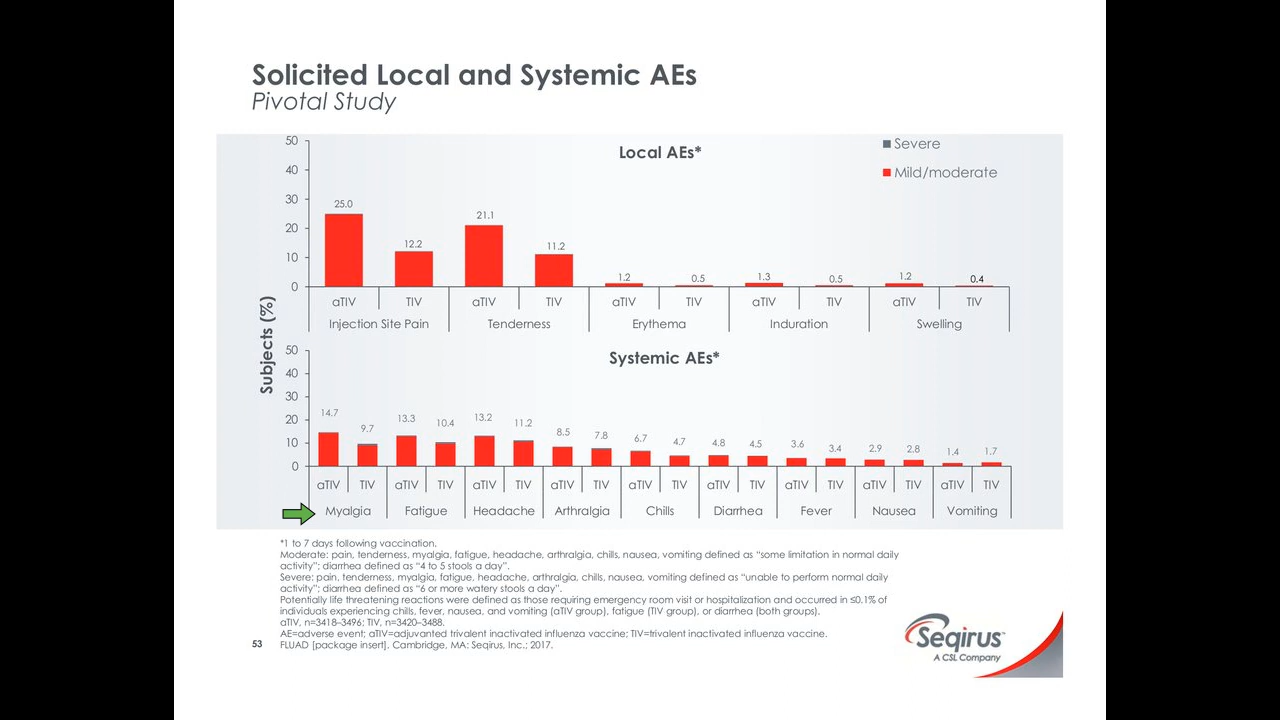 Solicited Local and Systemic AEs
Pivotal Study
Local AEs*
Severe
Mild/moderate
50
40
30
20
10
0
25.0
12.2
21.1
11.2
1.2
0.5
1.3
0.5
1.2
0.4
aTIV TIV aTIV TIV aTIV TIV aTIV TIV aTIV TIV
Injection Site Pain Tenderness Erythema Induration Swelling
Subjects (%)
Systemic AEs*
50
40
30
20
10
0
14.7
9.7
13.3
10.4
13.2
11.2
8.5
7.8
6.7
4.7
4.8
4.5
3.6
3.4
2.9
2.8
1.4
1.7
aTIV TIV aTIV TIV aTIV TIV aTIV TIV aTIV TIV aTIV TIV aTIV TIV aTIV TIV aTIV TIV
Myalgia Fatigue Headache Arthralgia Chills Diarrhea Fever Nausea Vomiting
*1 to 7 days following vaccination.
Moderate: pain, tenderness, myalgia, fatigue, headache, arthralgia, chills, nausea, vomiting defined as “some limitation in normal daily
activity”; diarrhea defined as “4 to 5 stools a day”.
Severe: pain, tenderness, myalgia, fatigue, headache, arthralgia, chills, nausea, vomiting defined as “unable to perform normal daily
activity”; diarrhea defined as “6 or more watery stools a day”.
Potentially life threatening reactions were defined as those requiring emergency room visit or hospitalization and occurred in ≤0.1% of
individuals experiencing chills, fever, nausea, and vomiting (aTIV group), fatigue (TIV group), or diarrhea (both groups).
aTIV, n=3418–3496; TIV, n=3420–3488.
AE=adverse event; aTIV=adjuvanted trivalent inactivated influenza vaccine; TIV=trivalent inactivated influenza vaccine.
FLUAD [package insert]. Cambridge, MA: Seqirus, Inc.; 2017.
53
Seqirus™
A CSL Company